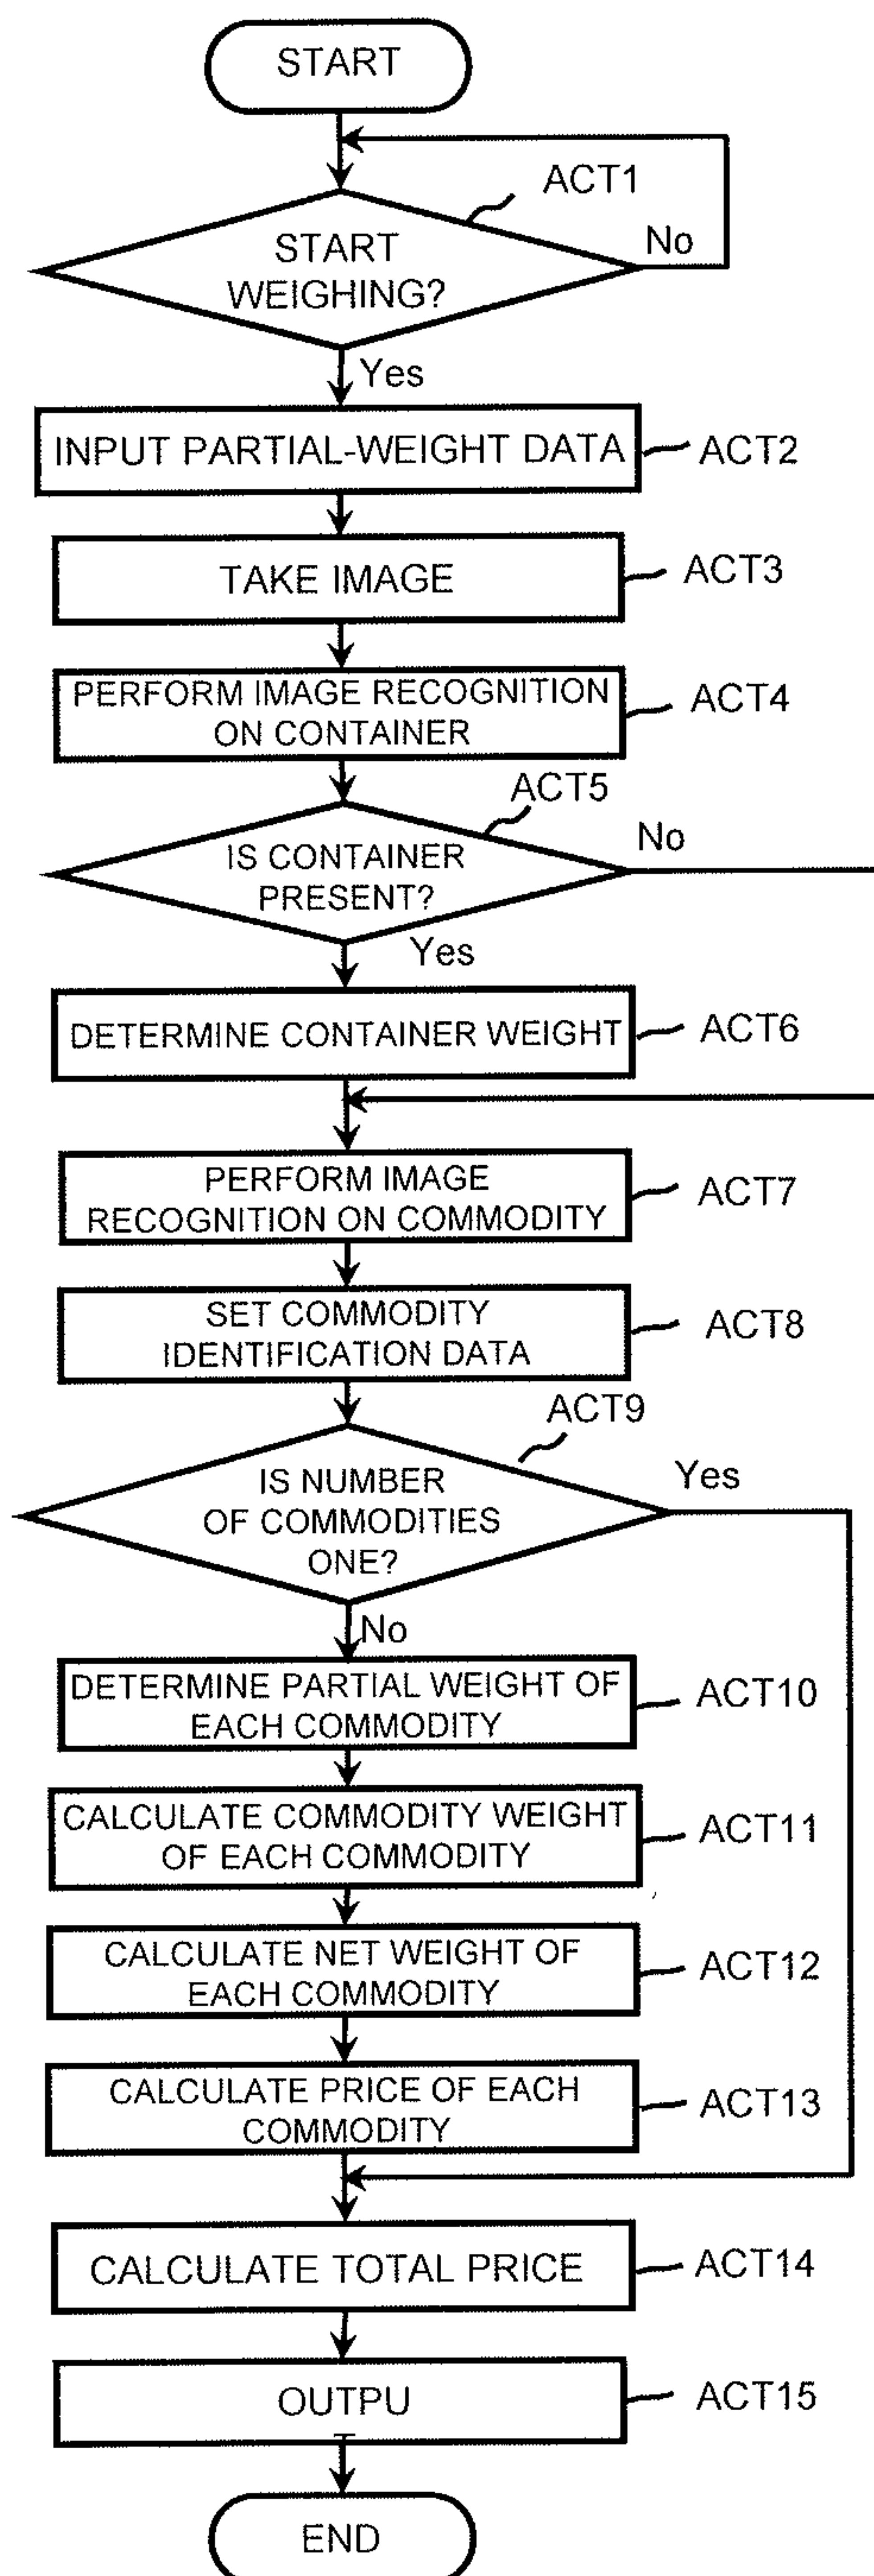 START
ACT1
START
WEIGHING?
No
Yes
INPUT PARTIAL-WEIGHT DATA
ACT2
TAKE IMAGE
ACT3
PERFORM IMAGE RECOGNITION
ON CONTAINER
ACT4
ACT5
IS CONTAINER
PRESENT?
No
Yes
DETERMINE CONTAINER WEIGHT
ACT6
PERFORM IMAGE
RECOGNITION ON COMMODITY
ACT7
SET COMMODITY
IDENTIFICATION DATA
ACT8
ACT9
IS NUMBER
OF COMMODITIES
ONE?
Yes
No
DETERMINE PARTIAL WEIGHT OF
EACH COMMODITY
ACT10
CALCULATE COMMODITY WEIGHT
OF EACH COMMODITY
ACT11
CALCULATE NET WEIGHT OF
EACH COMMODITY
ACT12
CALCULATE PRICE OF EACH
COMMODITY
ACT13
CALCULATE TOTAL PRICE
ACT14
OUTPU
ACT15
END